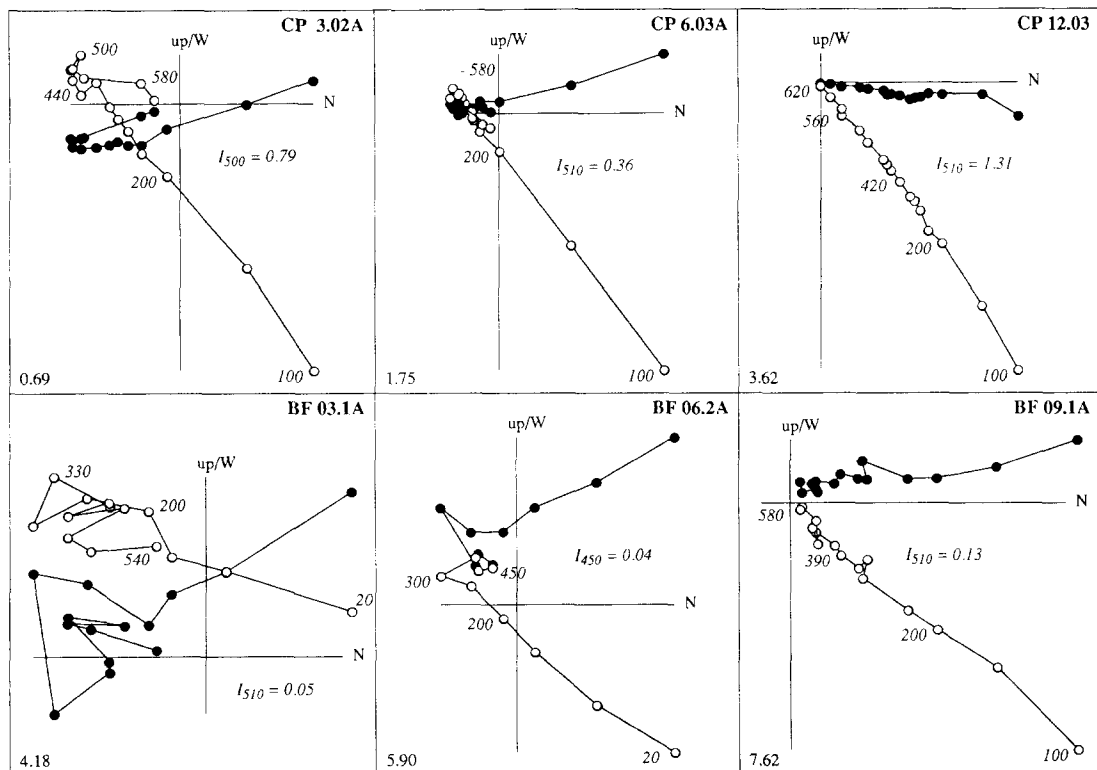 CP 3.02A
up/W
500
580
440
N
I500 = 0.79
200
100
0.69
CP 6.03A
up/W
- 580
N
200
I510 = 0.36
100
1.75
CP 12.03
up/W
N
620
560
I510 = 1.31
420
200
100
3.62
BF 03.1A
up/W
330
200
540
20
N
I510 = 0.05
4.18
BF 06.2A
up/W
I450 = 0.04
450
300
N
200
20
5.90
BF 09.1A
up/W
N
580
390
I510 = 0.13
200
100
7.62